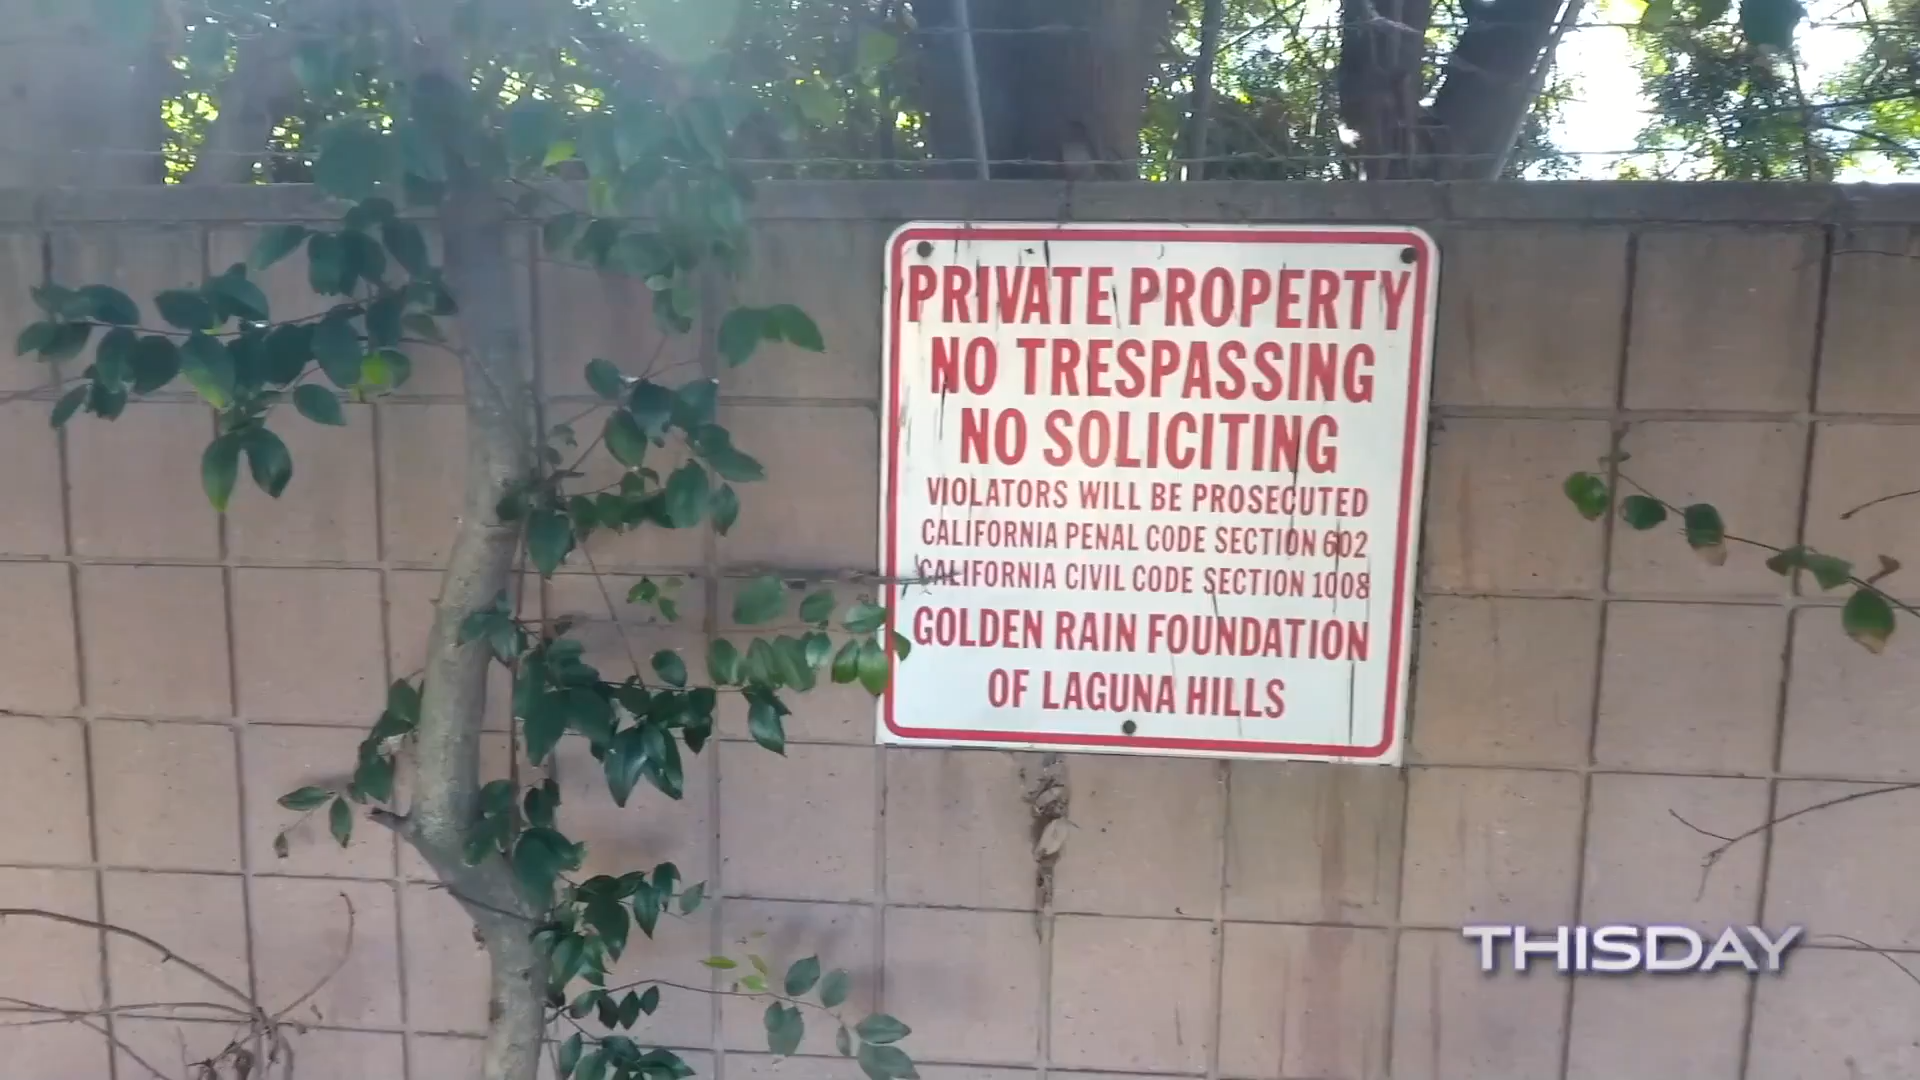 PRIVATE PROPERTY
NO TRESPASSING
NO SOLICITING
VIOLATORS WILL BE PROSECUTED
CALIFORNIA PENAL CODE SECTION 602
CALIFORNIA CIVIL CODE SECTION 1008
GOLDEN RAIN FOUNDATION
OF LAGUNA HILLS
THISDAY